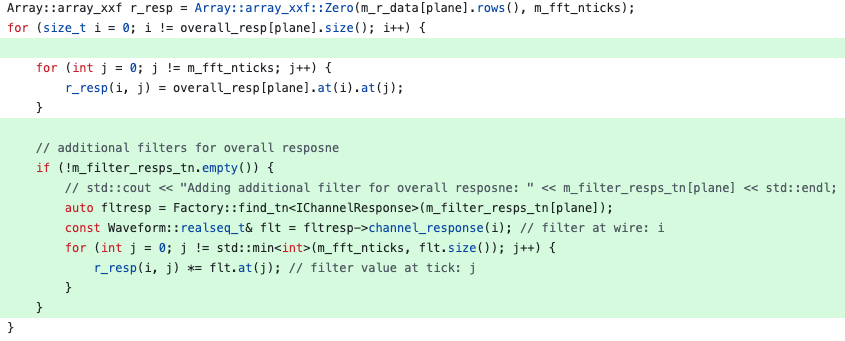 Array::array_xxf r_resp = Array::array_xxf::Zero(m_r_data[plane].rows(), m_fft_nticks);
for (size_t i = 0; i != overall_resp[plane].size(); i++) {
    for (int j = 0; j != m_fft_nticks; j++) {
        r_resp(i, j) = overall_resp[plane].at(i).at(j);
    }
    // additional filters for overall resposne
    if (!m_filter_resps_tn.empty()) {
        // std::cout << "Adding additional filter for overall resposne: " << m_filter_resps_tn[plane] << std::endl;
        auto fltresp = Factory::find_tn<IChannelResponse>(m_filter_resps_tn[plane]);
        const Waveform::realseq_t& flt = fltresp->channel_response(i); // filter at wire: i
        for (int j = 0; j != std::min<int>(m_fft_nticks, flt.size()); j++) {
            r_resp(i, j) *= flt.at(j); // filter value at tick: j
        }
    }
}